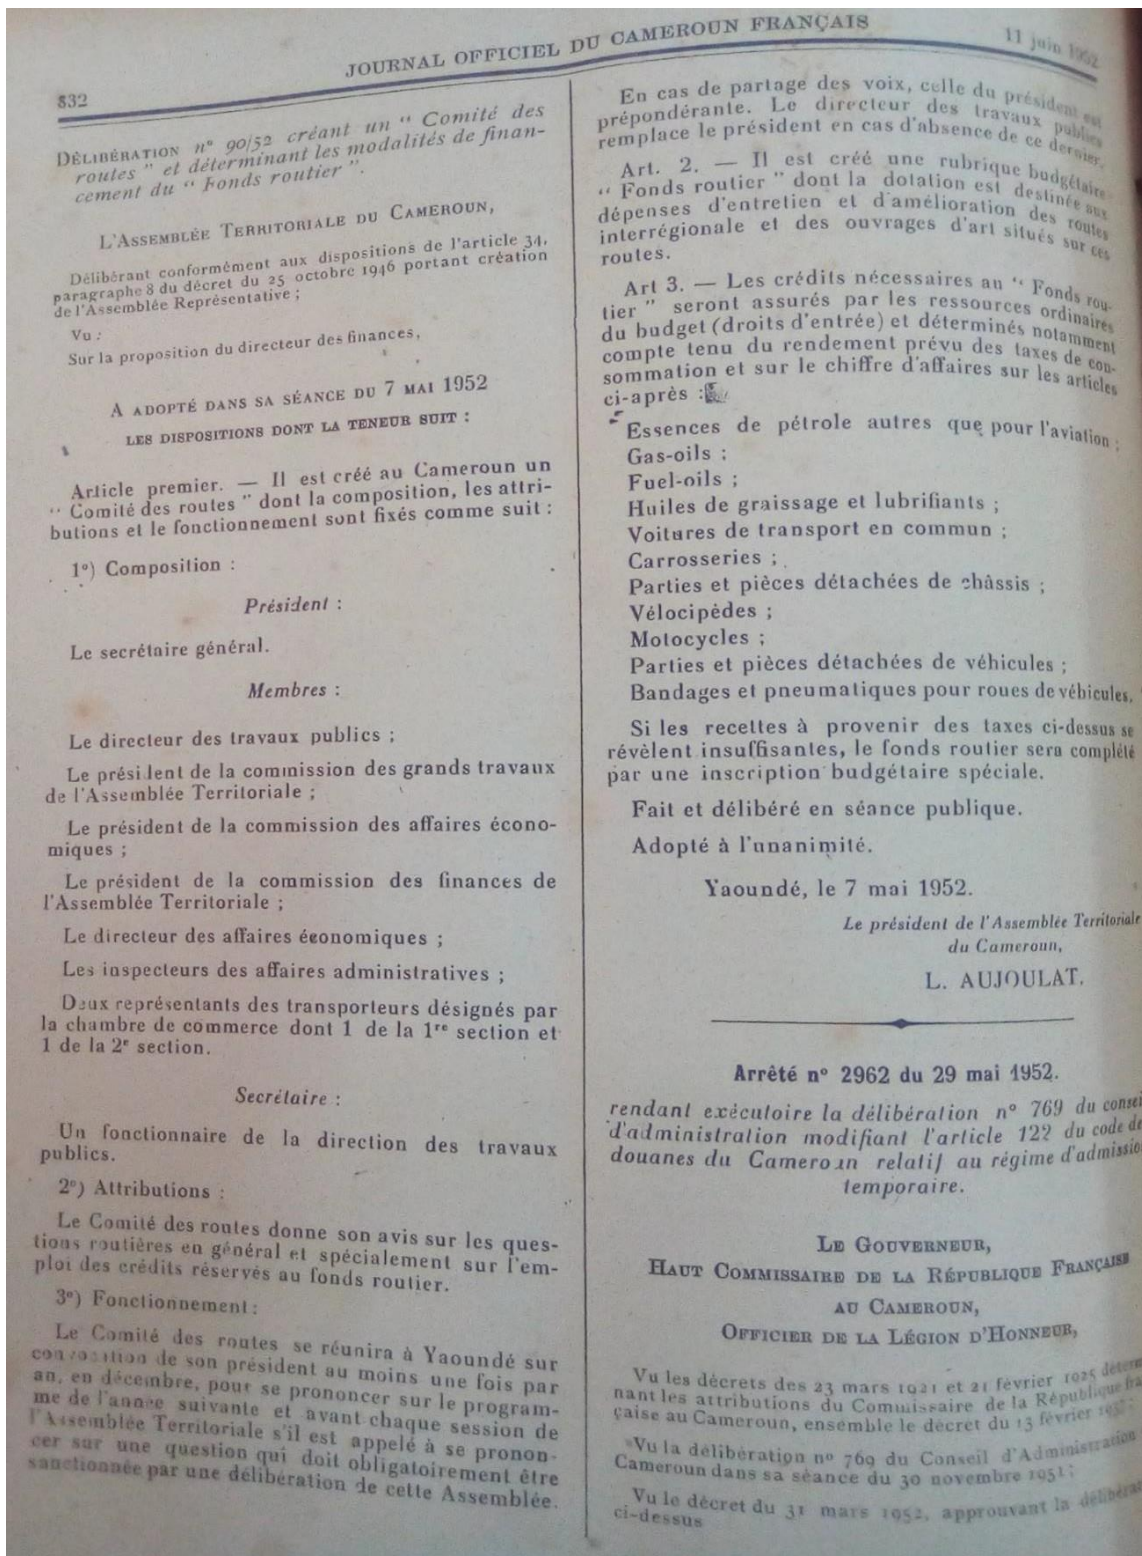 832
JOURNAL OFFICIEL DU CAMEROUN FRANÇAIS
11 juin 1952
DÉLIBÉRATION n° 90/52 créant un “ Comité des
routes ” et déterminant les modalités de finan-
cement du “ Fonds routier ”.
L'ASSEMBLÉE TERRITORIALE DU CAMEROUN,
Délibérant conformément aux dispositions de l'article 34,
paragraphe 8 du décret du 25 octobre 1946 portant création
de l'Assemblée Représentative ;
Vu :
Sur la proposition du directeur des finances,
A ADOPTÉ DANS SA SÉANCE DU 7 MAI 1952
LES DISPOSITIONS DONT LA TENEUR SUIT :
Article premier. — Il est créé au Cameroun un
“ Comité des routes ” dont la composition, les attri-
butions et le fonctionnement sont fixés comme suit :
1°) Composition :
Président :
Le secrétaire général.
Membres :
Le directeur des travaux publics ;
Le président de la commission des grands travaux
de l'Assemblée Territoriale ;
Le président de la commission des affaires écono-
miques ;
Le président de la commission des finances de
l'Assemblée Territoriale ;
Le directeur des affaires économiques ;
Les inspecteurs des affaires administratives ;
Deux représentants des transporteurs désignés par
la chambre de commerce dont 1 de la 1re section et
1 de la 2e section.
Secrétaire :
Un fonctionnaire de la direction des travaux
publics.
2°) Attributions :
Le Comité des routes donne son avis sur les ques-
tions routières en général et spécialement sur l'em-
ploi des crédits réservés au fonds routier.
3°) Fonctionnement :
Le Comité des routes se réunira à Yaoundé sur
convocation de son président au moins une fois par
an, en décembre, pour se prononcer sur le program-
me de l'année suivante et avant chaque session de
l'Assemblée Territoriale s'il est appelé à se pronon-
cer sur une question qui doit obligatoirement être
sanctionnée par une délibération de cette Assemblée.
En cas de partage des voix, celle du président est
prépondérante. Le directeur des travaux publics
remplace le président en cas d'absence de ce dernier.
Art. 2. — Il est créé une rubrique budgétaire
“ Fonds routier ” dont la dotation est destinée aux
dépenses d'entretien et d'amélioration des routes
interrégionale et des ouvrages d'art situés sur ces
routes.
Art 3. — Les crédits nécessaires au “ Fonds rou-
tier ” seront assurés par les ressources ordinaires
du budget (droits d'entrée) et déterminés notamment
compte tenu du rendement prévu des taxes de con-
sommation et sur le chiffre d'affaires sur les articles
ci-après :
Essences de pétrole autres que pour l'aviation ;
Gas-oils ;
Fuel-oils ;
Huiles de graissage et lubrifiants ;
Voitures de transport en commun ;
Carrosseries ;
Parties et pièces détachées de châssis ;
Vélocipèdes ;
Motocycles ;
Parties et pièces détachées de véhicules ;
Bandages et pneumatiques pour roues de véhicules.
Si les recettes à provenir des taxes ci-dessus se
révèlent insuffisantes, le fonds routier sera complété
par une inscription budgétaire spéciale.
Fait et délibéré en séance publique.
Adopté à l'unanimité.
Yaoundé, le 7 mai 1952.
Le président de l'Assemblée Territoriale
du Cameroun,
L. AUJOULAT.
Arrêté n° 2962 du 29 mai 1952.
rendant exécutoire la délibération n° 769 du consei
d'administration modifiant l'article 122 du code de
douanes du Cameroun relatif au régime d'admissio
temporaire.
LE GOUVERNEUR,
HAUT COMMISSAIRE DE LA RÉPUBLIQUE FRANÇAISE
AU CAMEROUN,
OFFICIER DE LA LÉGION D'HONNEUR,
Vu les décrets des 23 mars 1921 et 21 février 1925 déterm
nant les attributions du Commissaire de la République fra
çaise au Cameroun, ensemble le décret du 13 février
Vu la délibération n° 769 du Conseil d'Administration
Cameroun dans sa séance du 30 novembre 1951 ;
Vu le décret du 31 mars 1952, approuvant la délibéra
ci-dessus